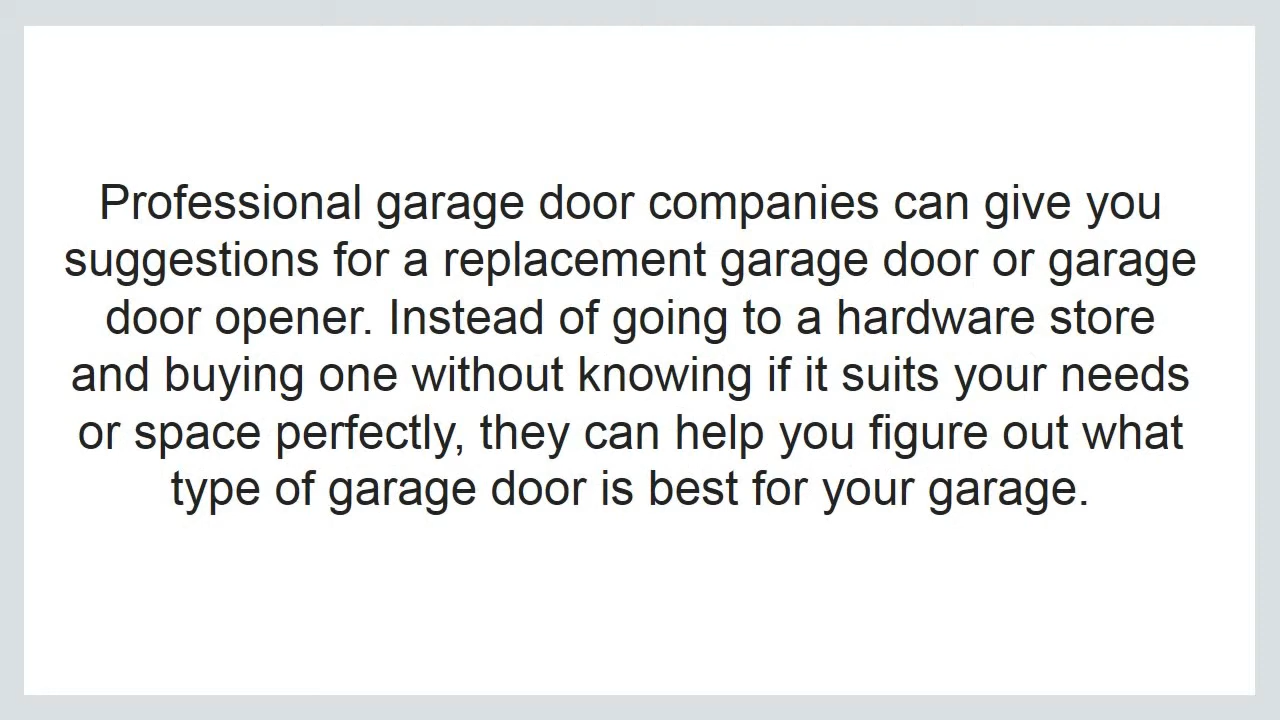 Professional garage door companies can give you
suggestions for a replacement garage door or garage
door opener. Instead of going to a hardware store
and buying one without knowing if it suits your needs
or space perfectly, they can help you figure out what
type of garage door is best for your garage.